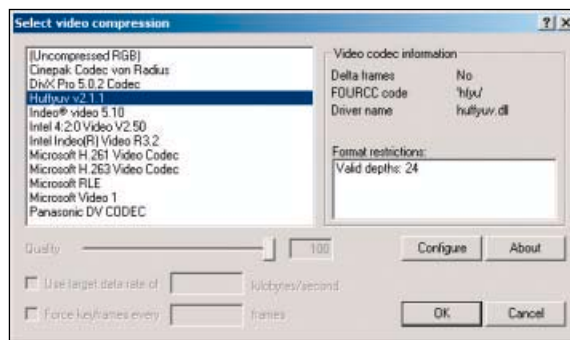 Select video compression
(Uncompressed RGB)
Cinepak Codec von Radius
DivX Pro 5.0.2 Codec
Huffyuv v2.1.1
Indeo® video 5.10
Intel 4:2:0 Video V2.50
Intel Indeo(R) Video R3.2
Microsoft H.261 Video Codec
Microsoft H.263 Video Codec
Microsoft RLE
Microsoft Video 1
Panasonic DV CODEC
Video codec information
Delta frames No
FOURCC code 'hfyu'
Driver name huffyuv.dll
Format restrictions:
Valid depths: 24
Quality 100
Configure About
Use target data rate of kilobytes/second
Force keyframes every frames
OK Cancel